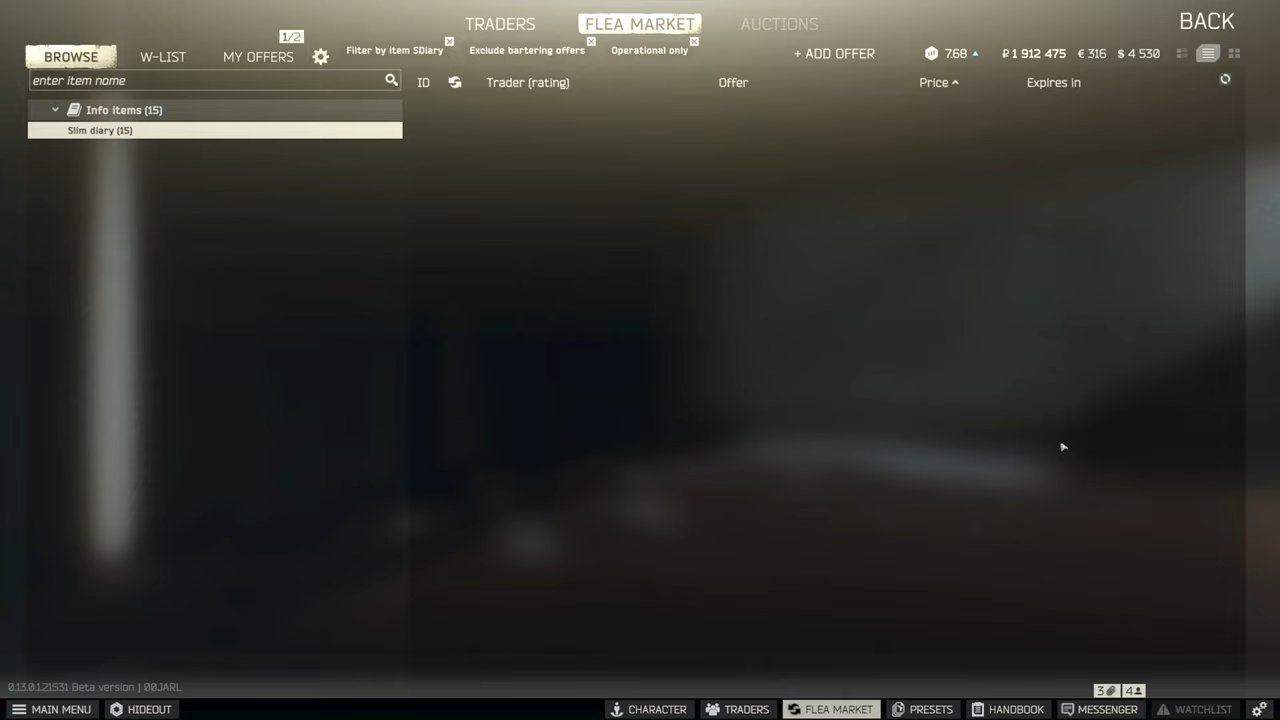 TRADERS FLEA MARKET AUCTIONS BACK
1/2
BROWSE W-LIST MY OFFERS Filter by item SDiary Exclude bartering offers Operational only + ADD OFFER 7.68 ₽ 1 912 475 € 316 $ 4 530
enter item name ID Trader (rating) Offer Price Expires in
Info items (15)
Slim diary (15)
0.13.0.1.21531 Beta version | 00JARL
3 4
MAIN MENU HIDEOUT CHARACTER TRADERS FLEA MARKET PRESETS HANDBOOK MESSENGER WATCHLIST